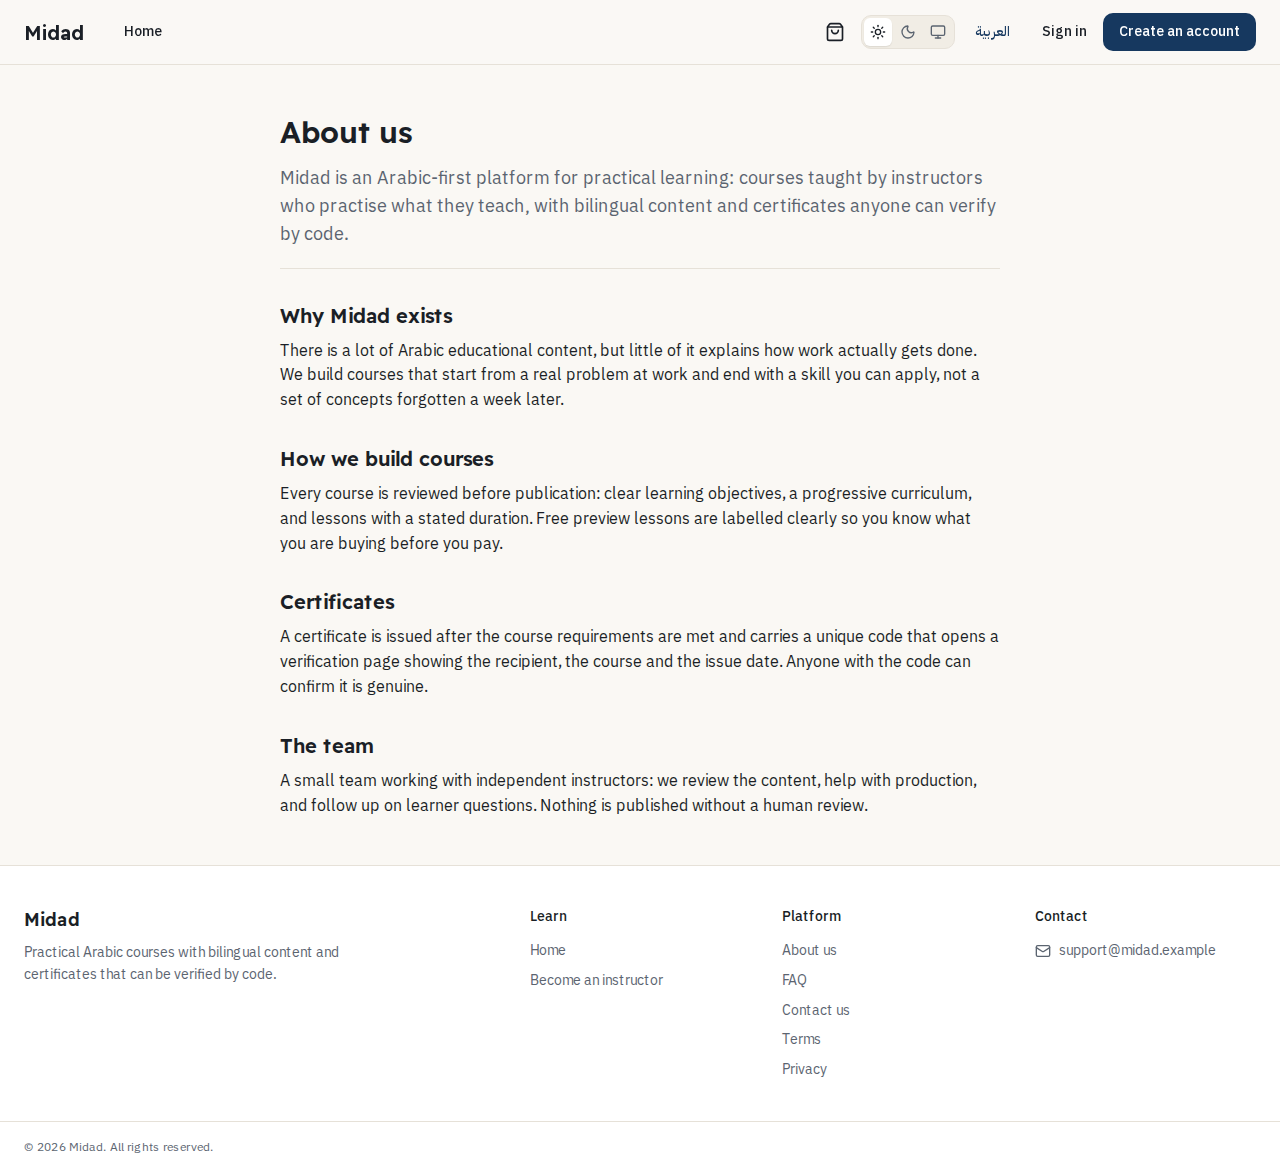 Midad
Home
العربية
Sign in
Create an account
About us
Midad is an Arabic-first platform for practical learning: courses taught by instructors
who practise what they teach, with bilingual content and certificates anyone can verify
by code.
Why Midad exists
There is a lot of Arabic educational content, but little of it explains how work actually gets done.
We build courses that start from a real problem at work and end with a skill you can apply, not a
set of concepts forgotten a week later.
How we build courses
Every course is reviewed before publication: clear learning objectives, a progressive curriculum,
and lessons with a stated duration. Free preview lessons are labelled clearly so you know what
you are buying before you pay.
Certificates
A certificate is issued after the course requirements are met and carries a unique code that opens a
verification page showing the recipient, the course and the issue date. Anyone with the code can
confirm it is genuine.
The team
A small team working with independent instructors: we review the content, help with production,
and follow up on learner questions. Nothing is published without a human review.
Midad
Practical Arabic courses with bilingual content and
certificates that can be verified by code.
Learn
Home
Become an instructor
Platform
About us
FAQ
Contact us
Terms
Privacy
Contact
support@midad.example
© 2026 Midad. All rights reserved.